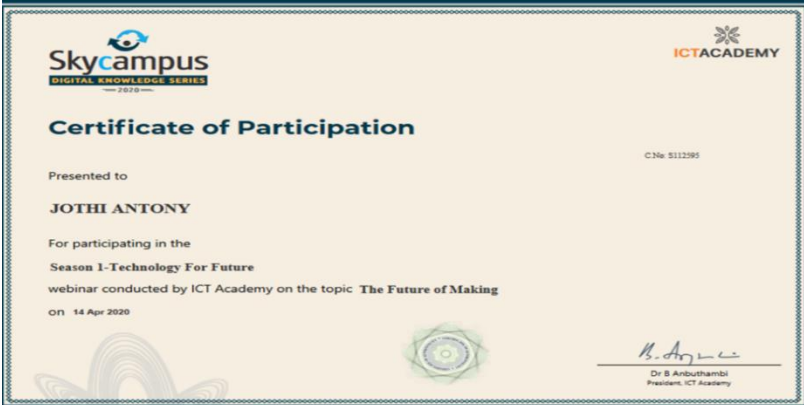 Skycampus
DIGITAL KNOWLEDGE SERIES
2020
ICTACADEMY
Certificate of Participation
C.No: S112595
Presented to
JOTHI ANTONY
For participating in the
Season 1-Technology For Future
webinar conducted by ICT Academy on the topic The Future of Making
on 14 Apr 2020
Dr B Anbuthambi
President, ICT Academy